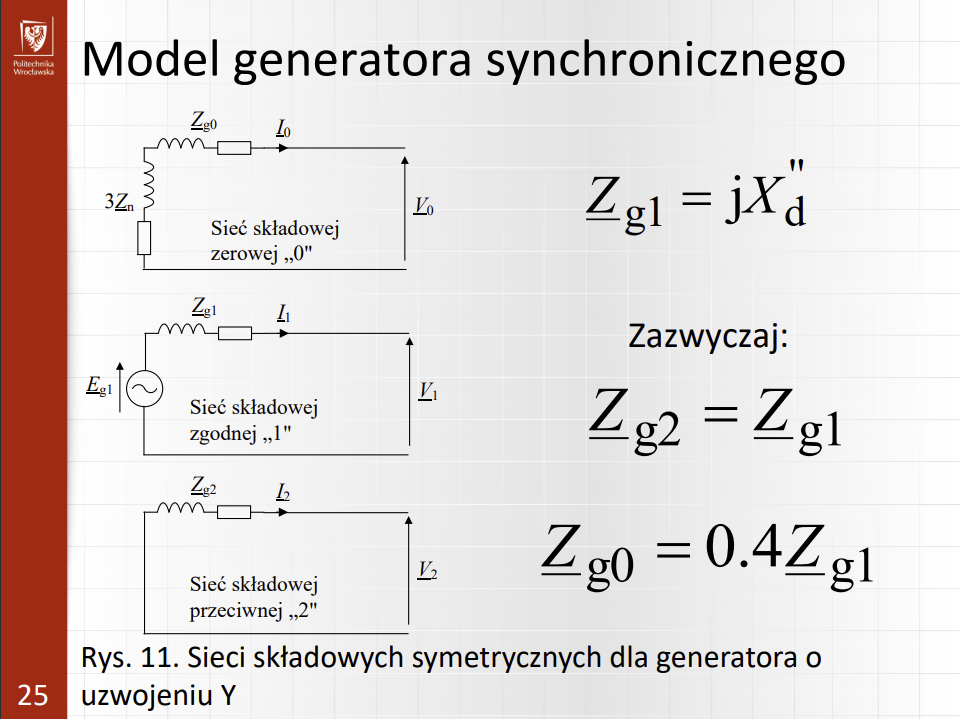 Politechnika
Wrocławska
Model generatora synchronicznego
Zg0
I0
3Zn
V0
Sieć składowej
zerowej „0"
Zg1 = jXd"
Zg1
I1
Eg1
V1
Sieć składowej
zgodnej „1"
Zazwyczaj:
Zg2 = Zg1
Zg2
I2
V2
Sieć składowej
przeciwnej „2"
Zg0 = 0.4Zg1
Rys. 11. Sieci składowych symetrycznych dla generatora o
uzwojeniu Y
25